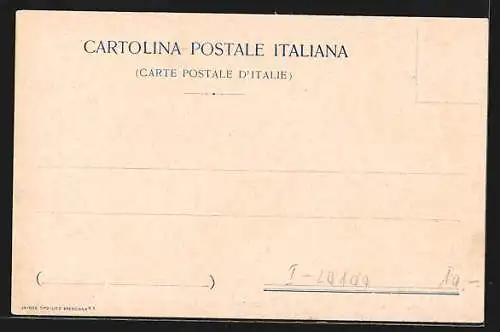 CARTOLINA POSTALE ITALIANA
(CARTE POSTALE D'ITALIE)
( )
I-